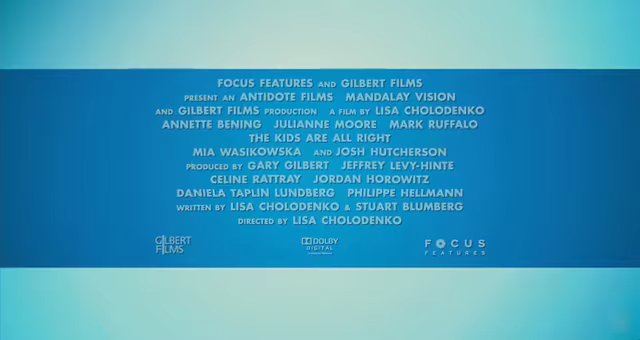 FOCUS FEATURES AND GILBERT FILMS
PRESENT AN ANTIDOTE FILMS MANDALAY VISION
AND GILBERT FILMS PRODUCTION A FILM BY LISA CHOLODENKO
ANNETTE BENING JULIANNE MOORE MARK RUFFALO
THE KIDS ARE ALL RIGHT
MIA WASIKOWSKA AND JOSH HUTCHERSON
PRODUCED BY GARY GILBERT JEFFREY LEVY-HINTE
CELINE RATTRAY JORDAN HOROWITZ
DANIELA TAPLIN LUNDBERG PHILIPPE HELLMANN
WRITTEN BY LISA CHOLODENKO & STUART BLUMBERG
DIRECTED BY LISA CHOLODENKO
GILBERT
FILMS
DOLBY
DIGITAL
FOCUS
FEATURES